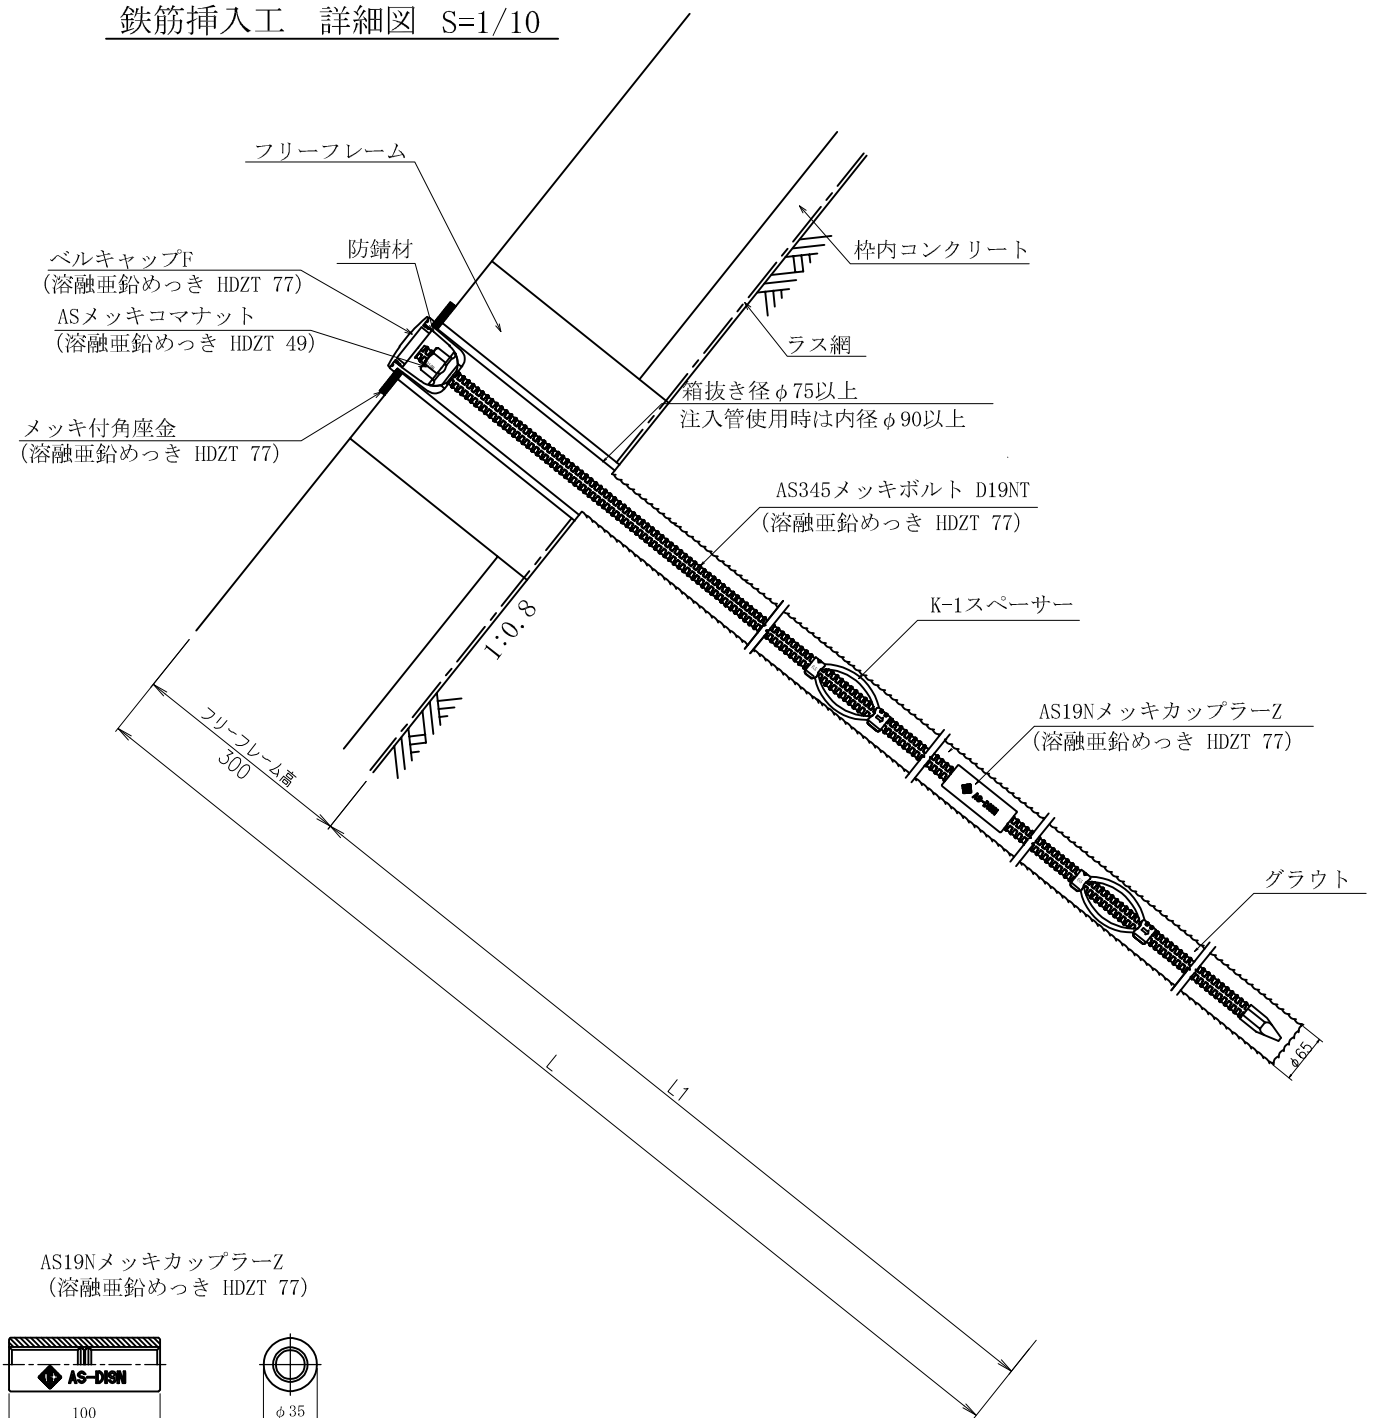 鉄筋挿入工　詳細図 S=1/10
フリーフレーム
防錆材
ベルキャップF
(溶融亜鉛めっき HDZT 77)
ASメッキコマナット
(溶融亜鉛めっき HDZT 49)
メッキ付角座金
(溶融亜鉛めっき HDZT 77)
枠内コンクリート
ラス網
箱抜き径φ75以上
注入管使用時は内径φ90以上
AS345メッキボルト D19NT
(溶融亜鉛めっき HDZT 77)
K-1スペーサー
1:0.8
AS19NメッキカップラーZ
(溶融亜鉛めっき HDZT 77)
フリーフレーム高
300
グラウト
φ65
L
L1
AS19NメッキカップラーZ
(溶融亜鉛めっき HDZT 77)
AS-D19N
100
φ35